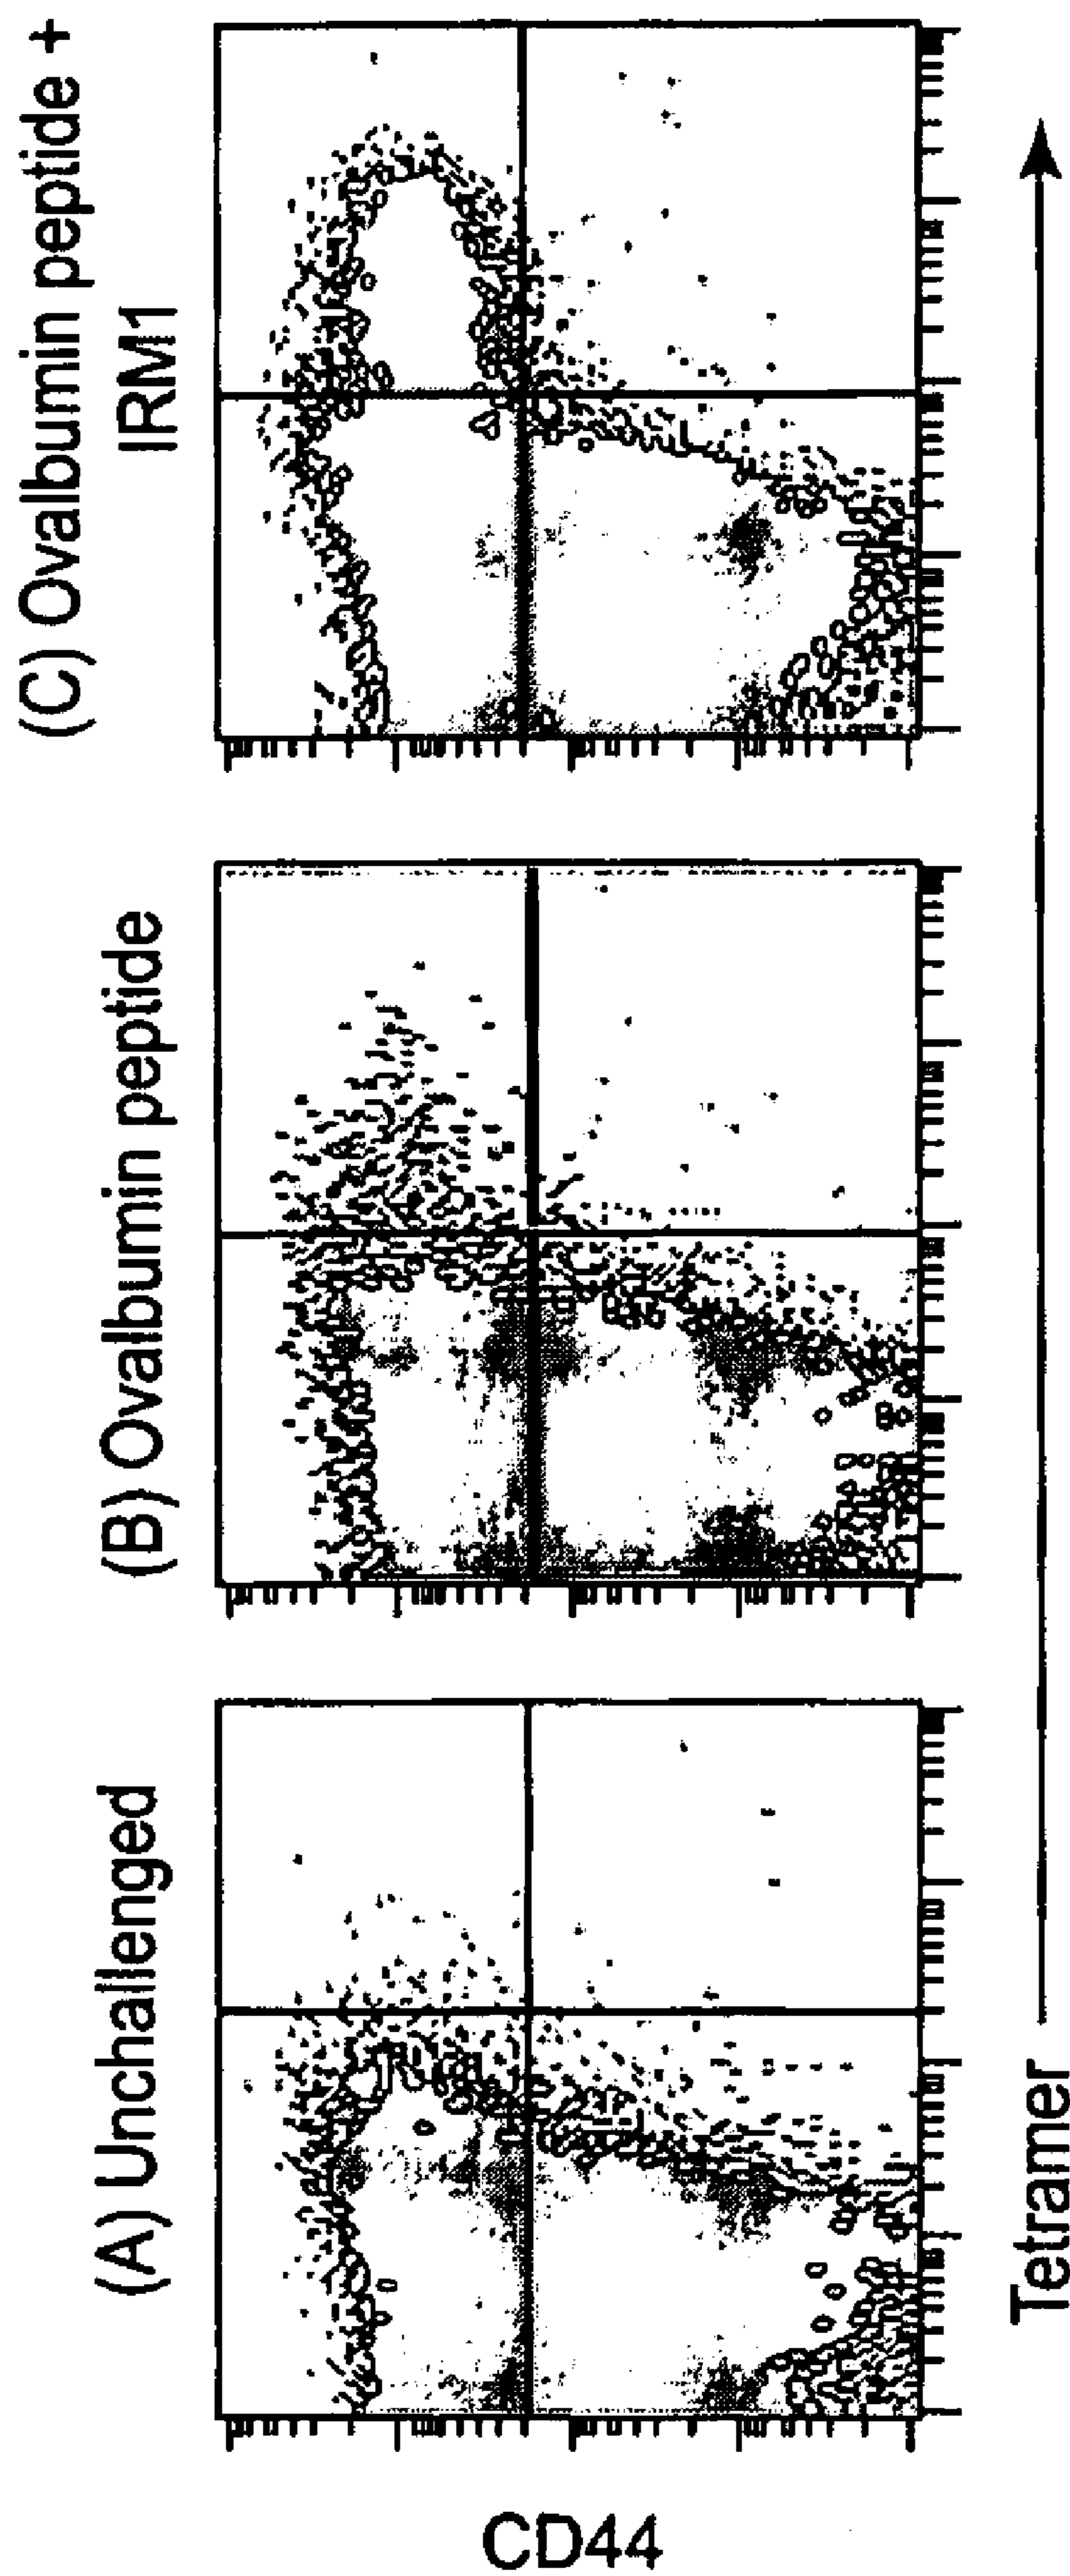 (A) Unchallenged
(B) Ovalbumin peptide
(C) Ovalbumin peptide +
IRM1
CD44
Tetramer